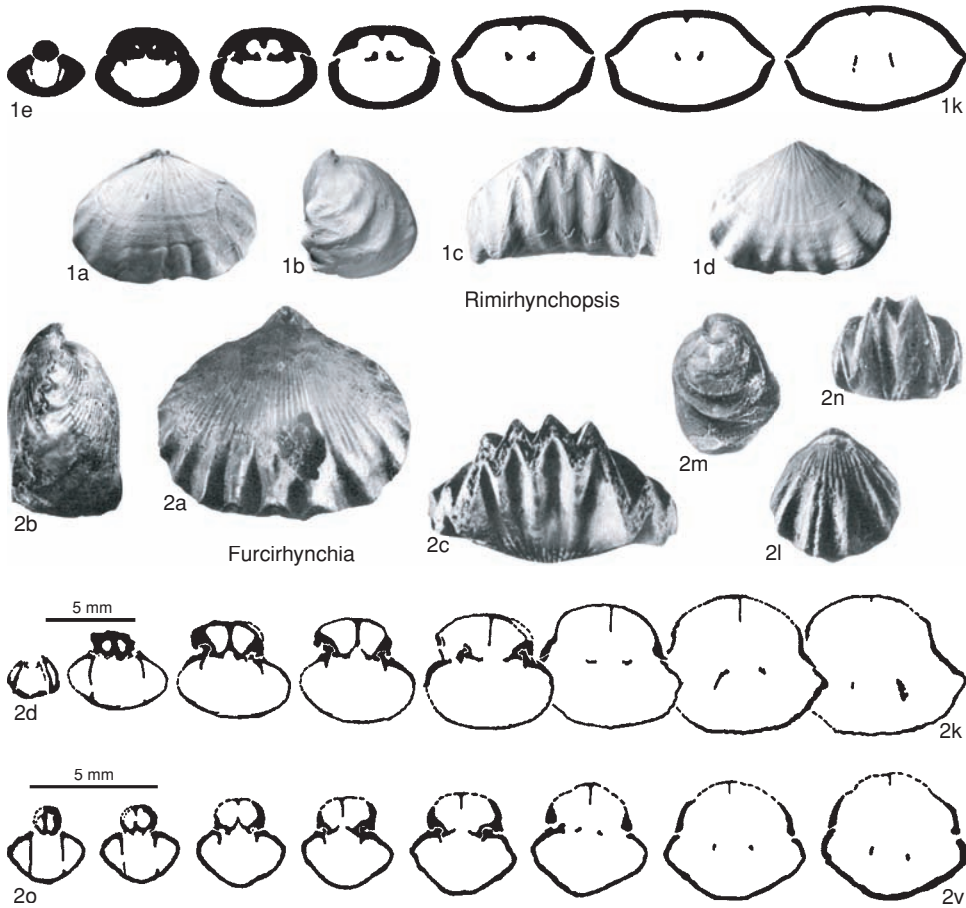 1e 1k
1a 1b 1c 1d
Rimirhynchopsis
2b 2a 2c 2m 2n 2l
Furcirhynchia
5 mm
2d 2k
5 mm
2o 2v